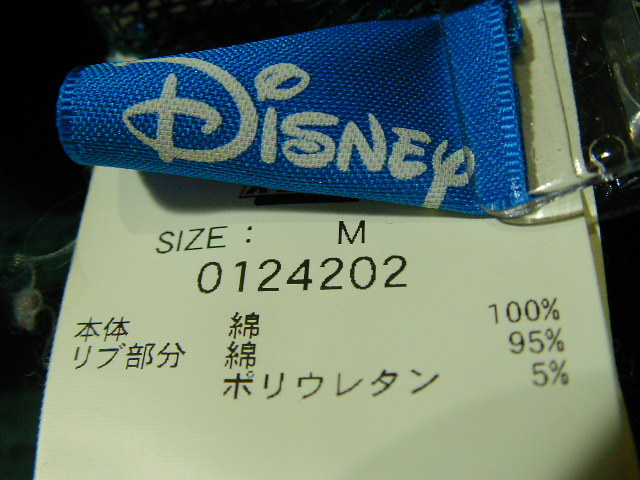 Disney
SIZE : M
0124202
本体 綿 100%
リブ部分 綿 95%
ポリウレタン 5%